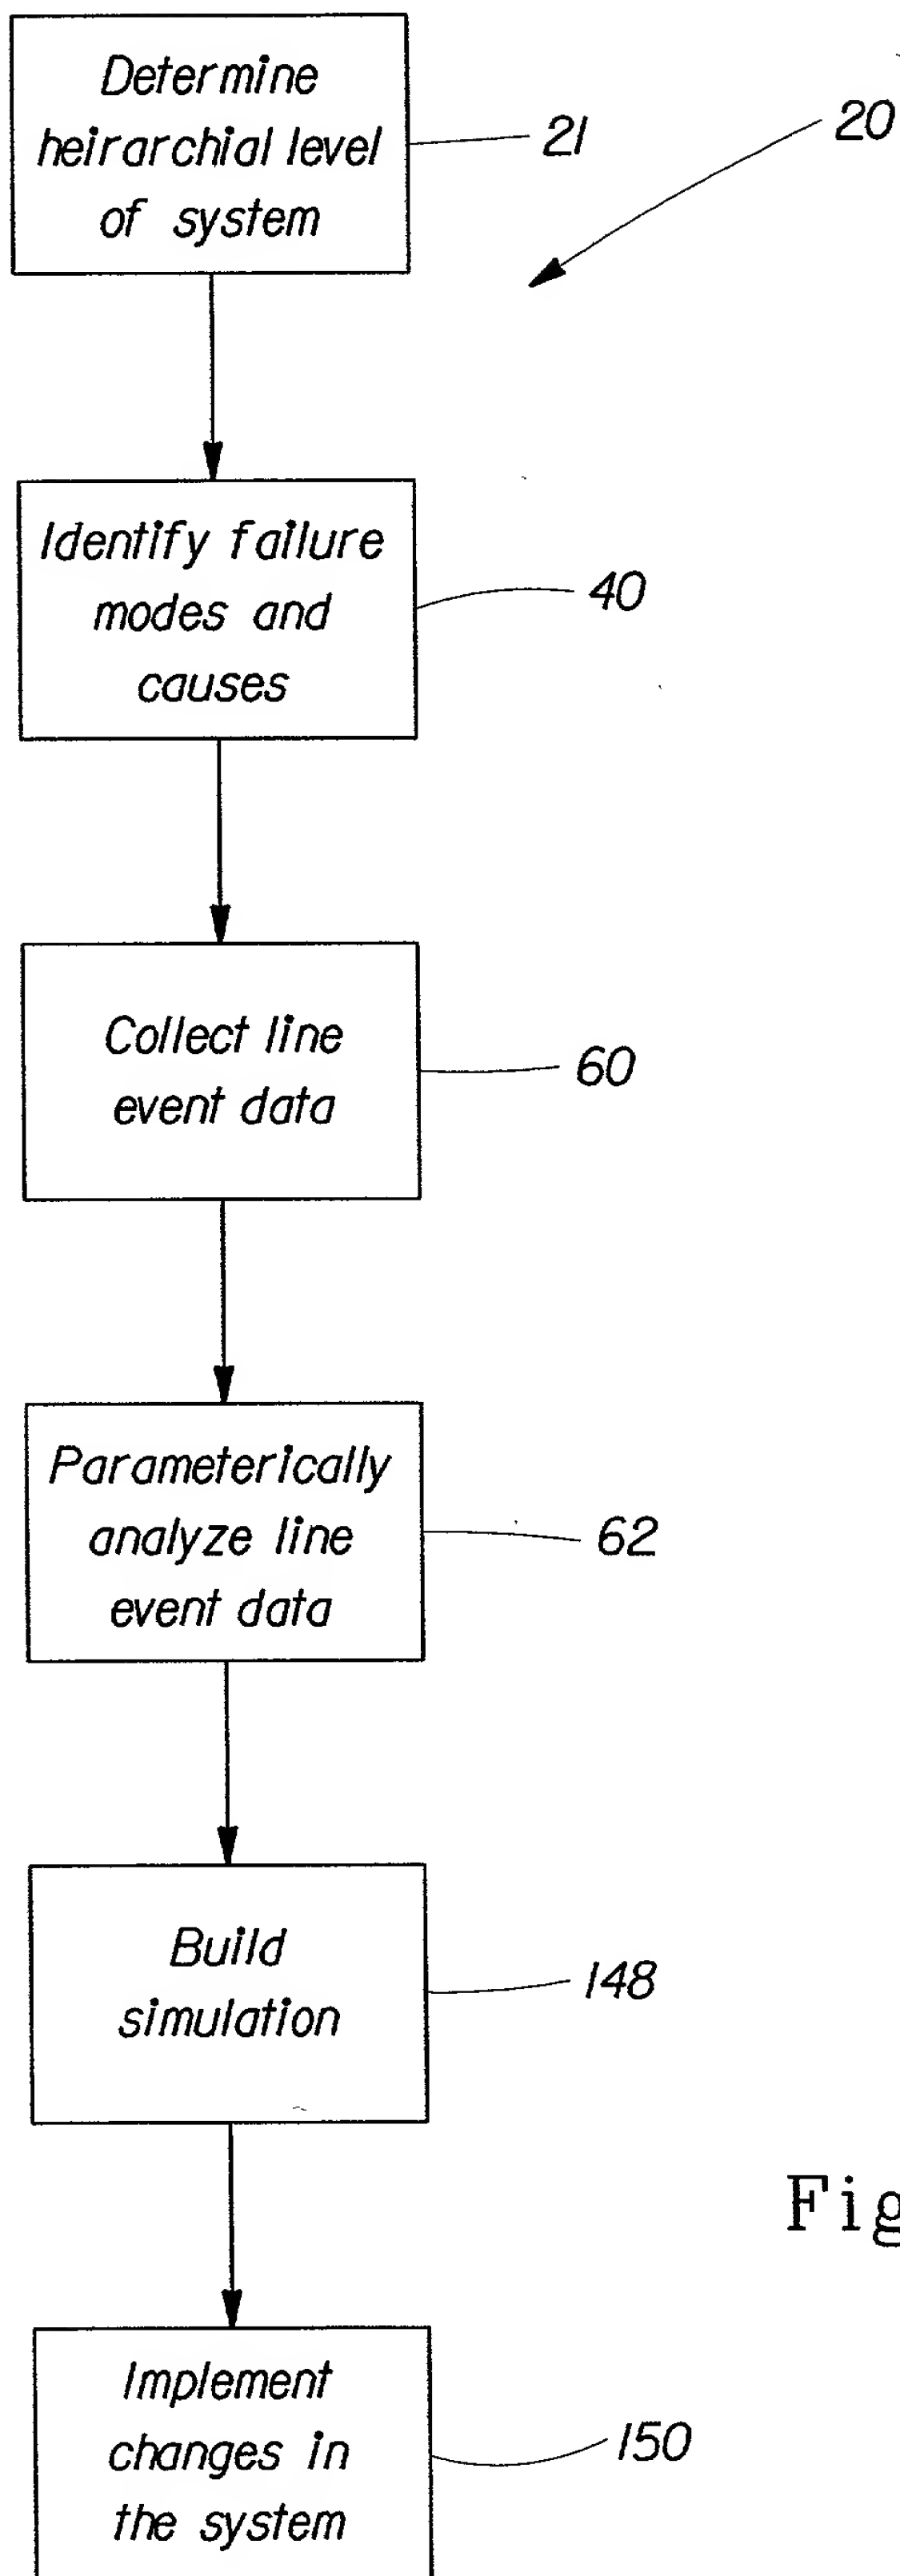 Determine
heirarchial level
of system
21
20
Identify failure
modes and
causes
40
Collect line
event data
60
Parameterically
analyze line
event data
62
Build
simulation
148
Fig
Implement
changes in
the system
150